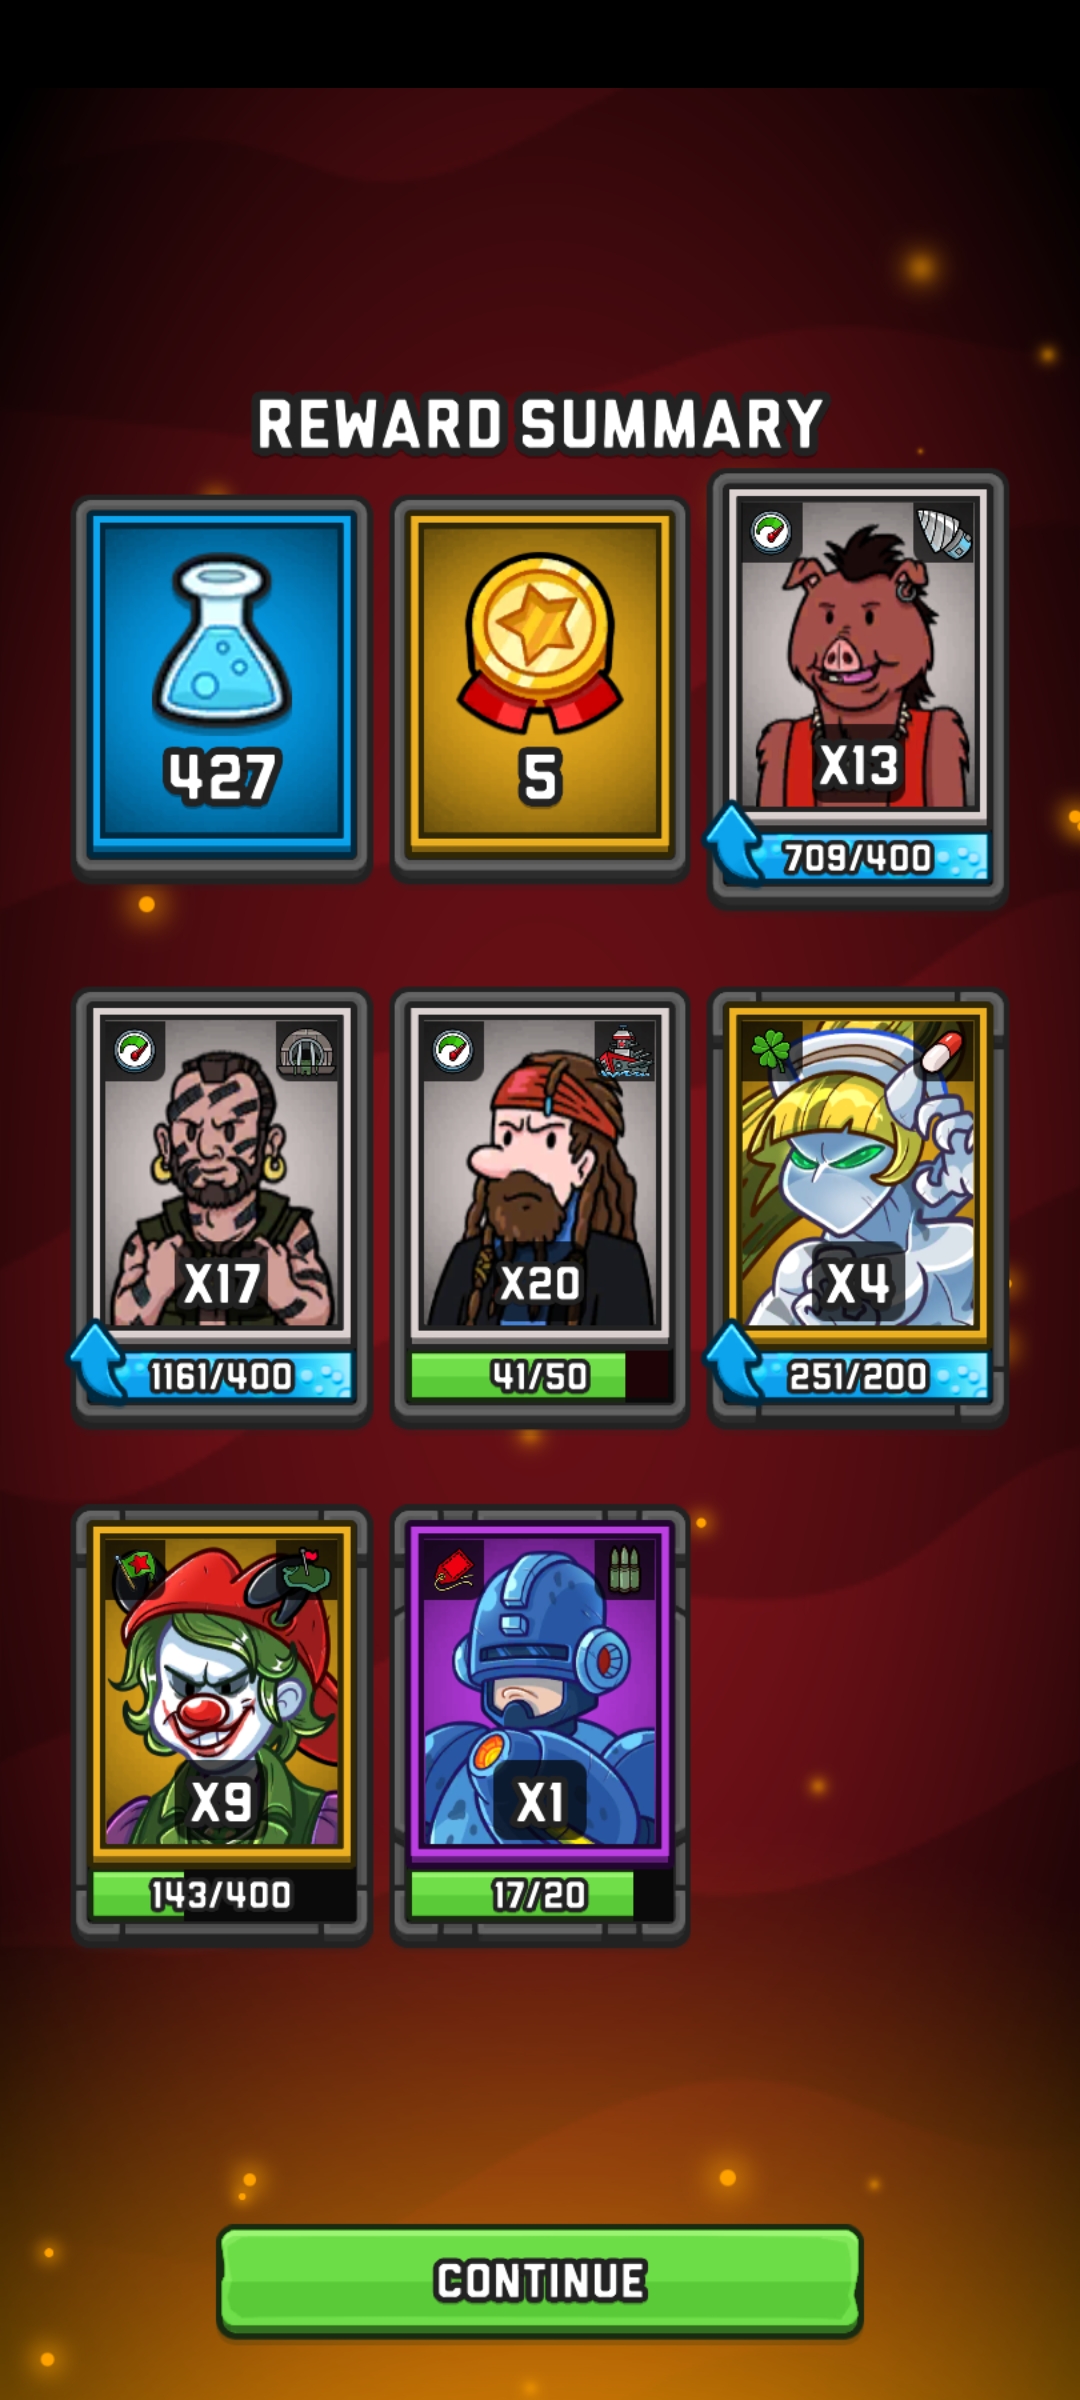 REWARD SUMMARY
427
5
X13
709/400
X17
1161/400
X20
41/50
X4
251/200
X9
143/400
X1
17/20
CONTINUE